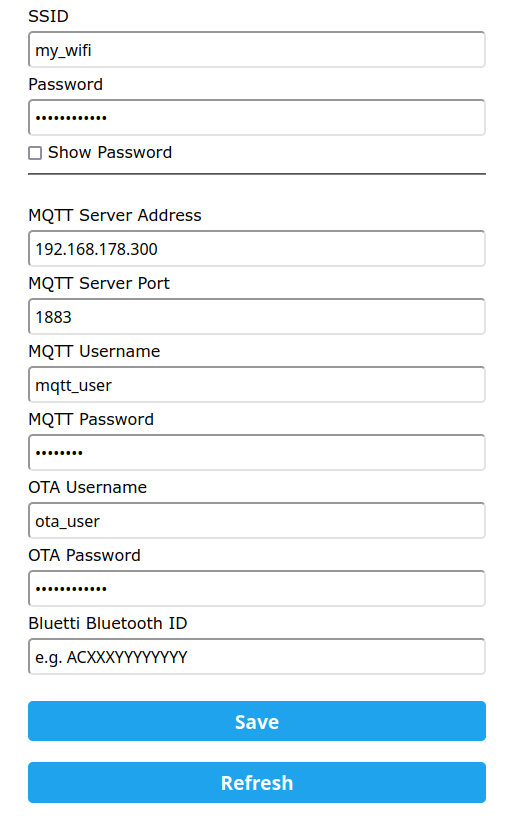 SSID
my_wifi
Password
••••••••••••
Show Password
MQTT Server Address
192.168.178.300
MQTT Server Port
1883
MQTT Username
mqtt_user
MQTT Password
••••••••
OTA Username
ota_user
OTA Password
••••••••••••
Bluetti Bluetooth ID
e.g. ACXXXYYYYYYYY
Save
Refresh